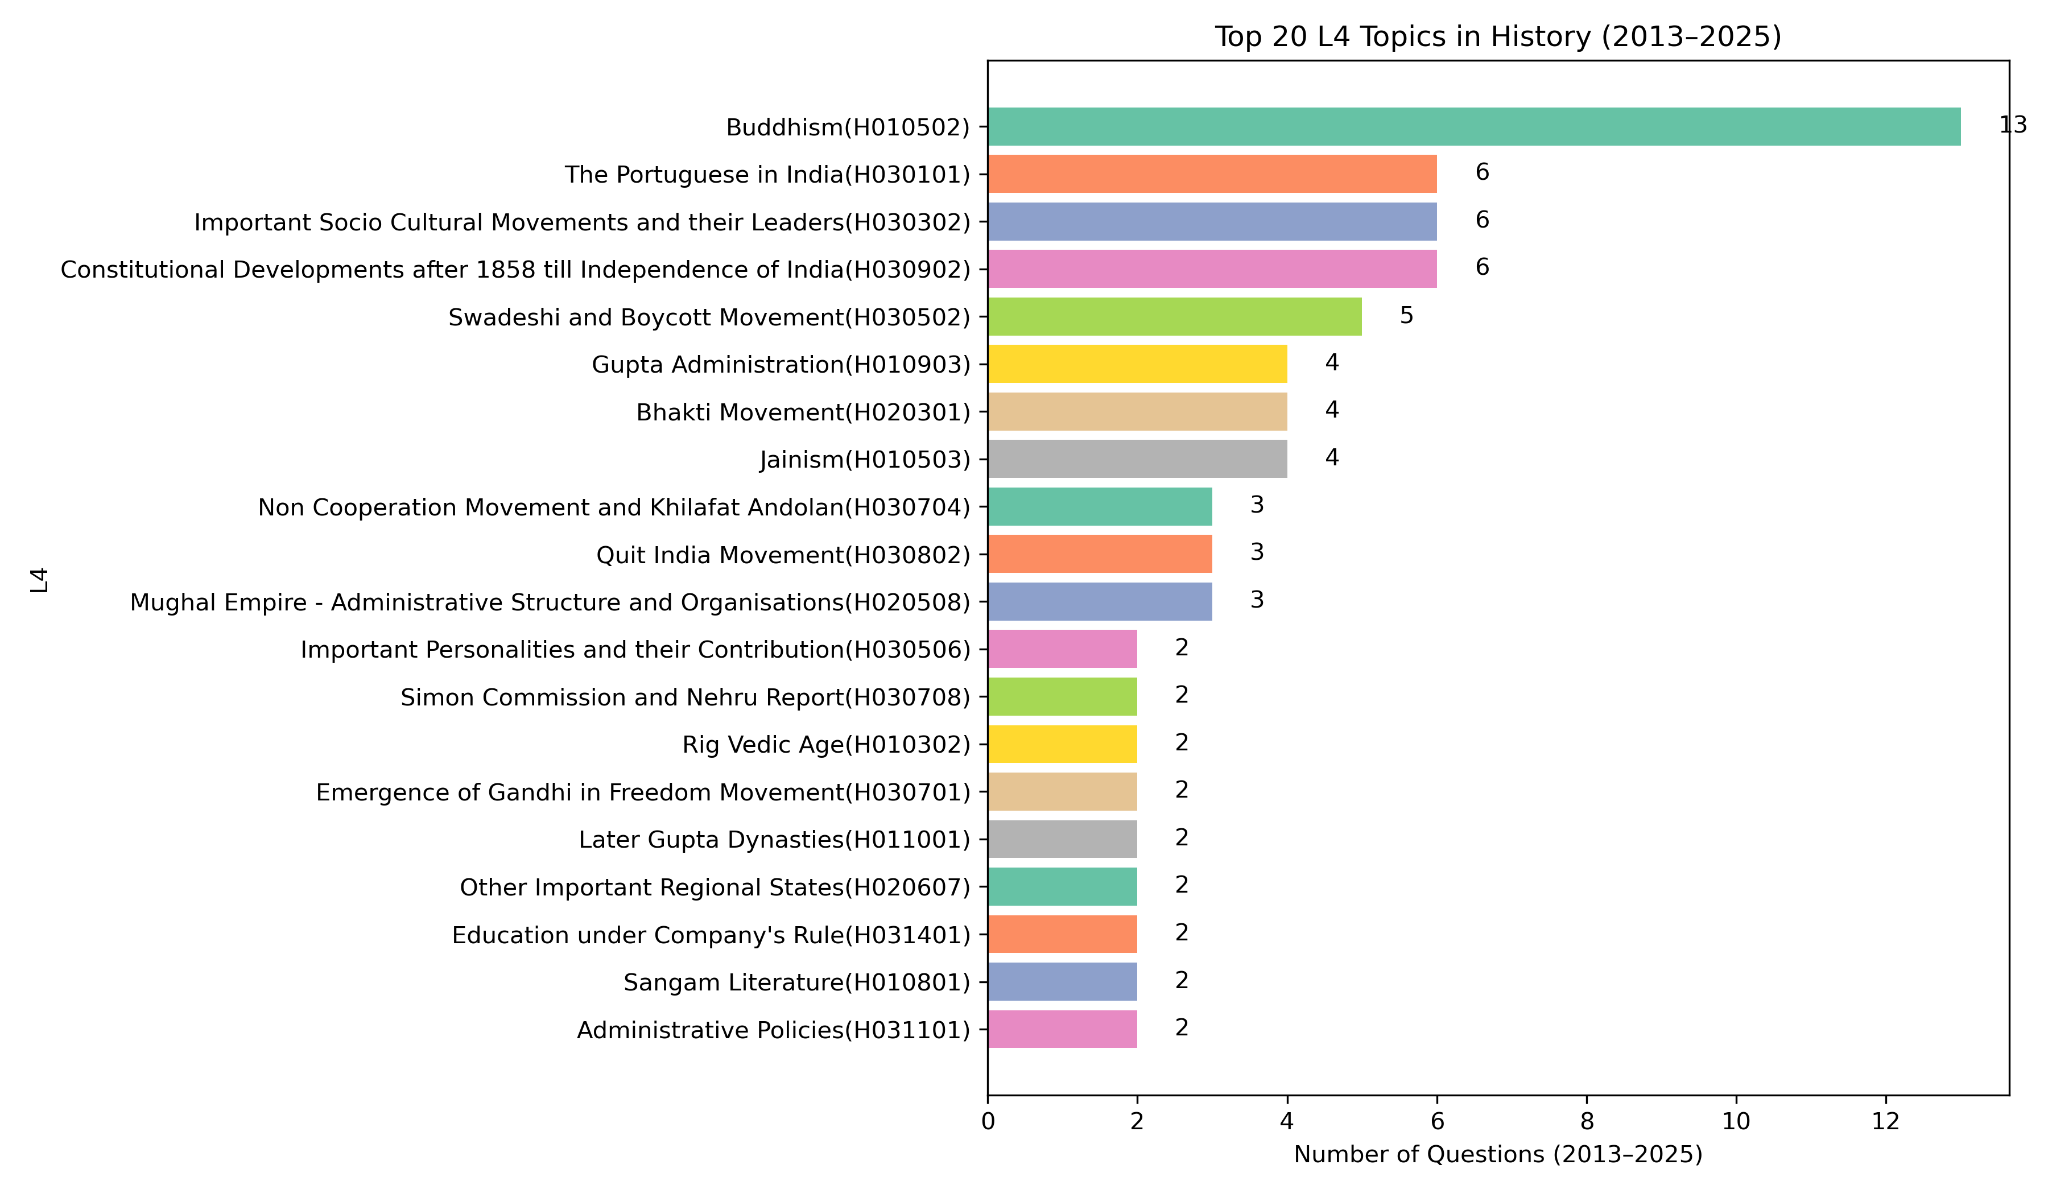 Top 20 L4 Topics in History (2013–2025)
Buddhism(H010502) 13
The Portuguese in India(H030101) 6
Important Socio Cultural Movements and their Leaders(H030302) 6
Constitutional Developments after 1858 till Independence of India(H030902) 6
Swadeshi and Boycott Movement(H030502) 5
Gupta Administration(H010903) 4
Bhakti Movement(H020301) 4
Jainism(H010503) 4
Non Cooperation Movement and Khilafat Andolan(H030704) 3
Quit India Movement(H030802) 3
L4
Mughal Empire - Administrative Structure and Organisations(H020508) 3
Important Personalities and their Contribution(H030506) 2
Simon Commission and Nehru Report(H030708) 2
Rig Vedic Age(H010302) 2
Emergence of Gandhi in Freedom Movement(H030701) 2
Later Gupta Dynasties(H011001) 2
Other Important Regional States(H020607) 2
Education under Company's Rule(H031401) 2
Sangam Literature(H010801) 2
Administrative Policies(H031101) 2
0 2 4 6 8 10 12
Number of Questions (2013–2025)